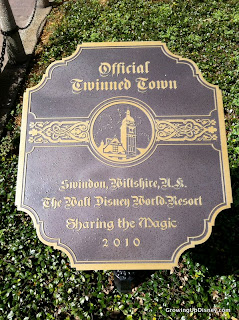 Official
Twinned Town
Swindon, Wiltshire, U.K.
The Walt Disney World Resort
Sharing the Magic
2010
GrowingUpDisney.com